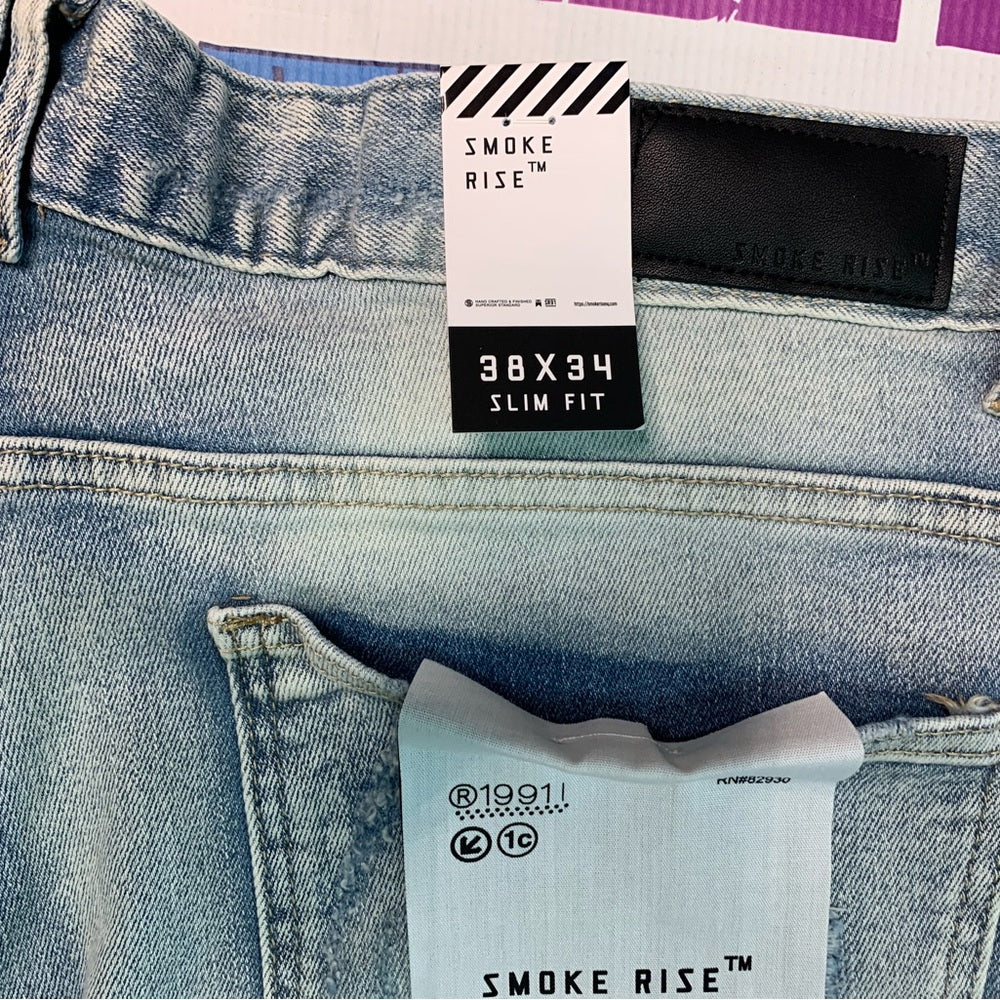 SMOKE
RISE™
SMOKE RISE™
HAND CRAFTED & FINISHED
SUPERIOR STANDARD
38X34
SLIM FIT
RN#82930
®1991
1c
SMOKE RISE™